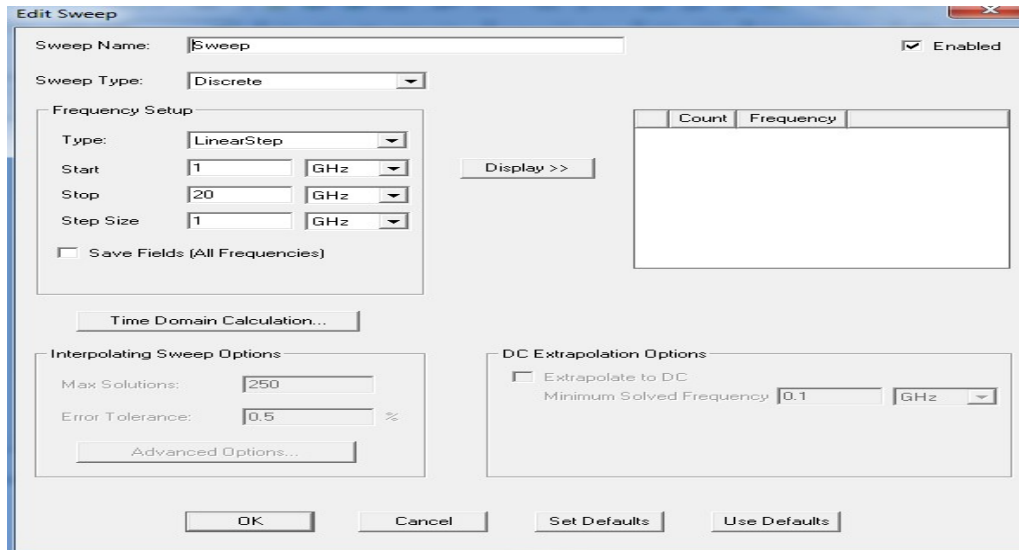 Edit Sweep
Sweep Name: Sweep Enabled
Sweep Type: Discrete
Frequency Setup
Type: LinearStep
Start 1 GHz
Stop 20 GHz
Step Size 1 GHz
Save Fields (All Frequencies)
Display >>
Count Frequency
Time Domain Calculation...
Interpolating Sweep Options
Max Solutions: 250
Error Tolerance: 0.5 %
Advanced Options...
DC Extrapolation Options
Extrapolate to DC
Minimum Solved Frequency 0.1 GHz
OK Cancel Set Defaults Use Defaults